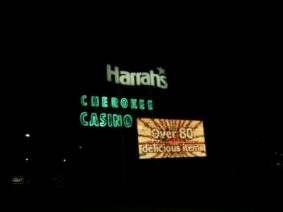 Harrah's
CHEROKEE
CASINO
Over 80
delicious items